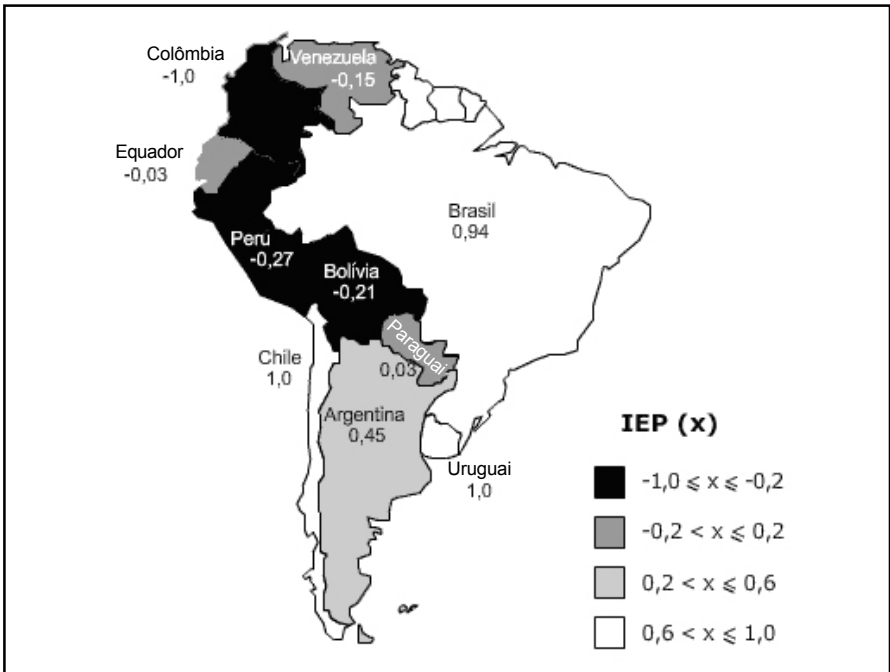 Colômbia
-1,0
Venezuela
-0,15
Equador
-0,03
Brasil
0,94
Peru
-0,27
Bolívia
-0,21
Paraguai
0,03
Chile
1,0
Argentina
0,45
Uruguai
1,0
IEP (x)
-1,0 ⩽ x ⩽ -0,2
-0,2 < x ⩽ 0,2
0,2 < x ⩽ 0,6
0,6 < x ⩽ 1,0